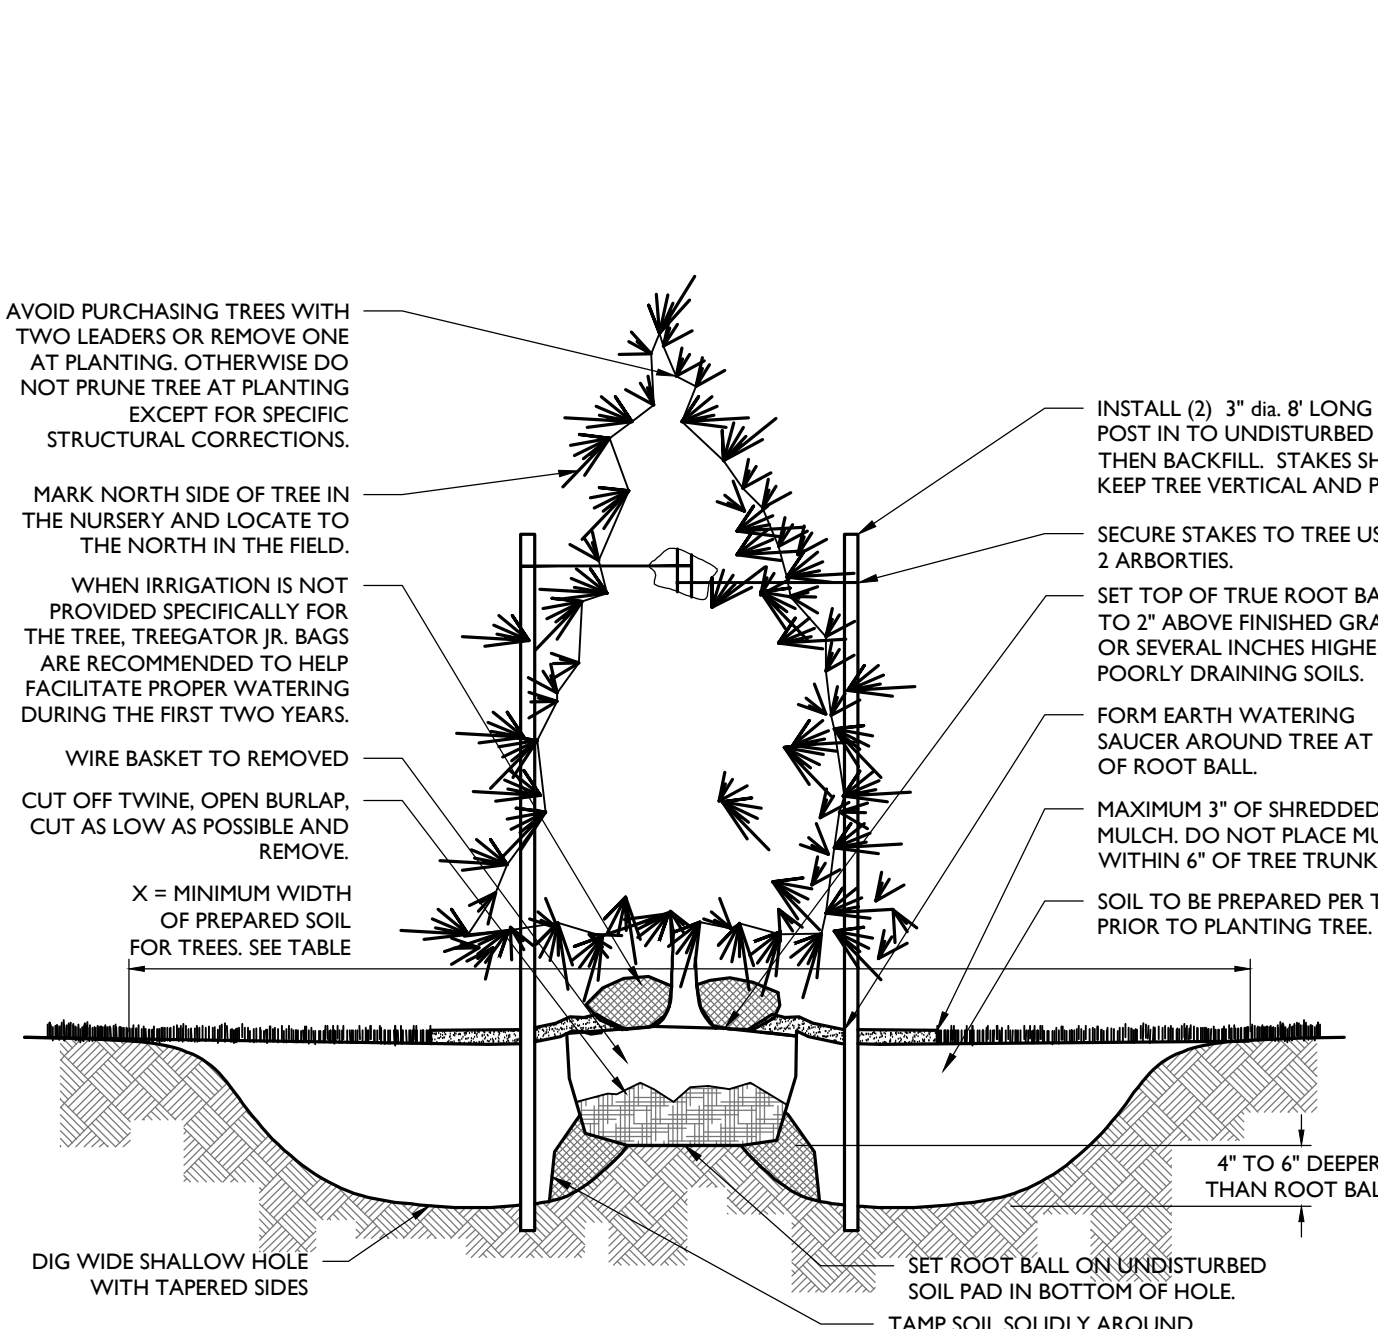 AVOID PURCHASING TREES WITH
TWO LEADERS OR REMOVE ONE
AT PLANTING. OTHERWISE DO
NOT PRUNE TREE AT PLANTING
EXCEPT FOR SPECIFIC
STRUCTURAL CORRECTIONS.
MARK NORTH SIDE OF TREE IN
THE NURSERY AND LOCATE TO
THE NORTH IN THE FIELD.
WHEN IRRIGATION IS NOT
PROVIDED SPECIFICALLY FOR
THE TREE, TREEGATOR JR. BAGS
ARE RECOMMENDED TO HELP
FACILITATE PROPER WATERING
DURING THE FIRST TWO YEARS.
WIRE BASKET TO REMOVED
CUT OFF TWINE, OPEN BURLAP,
CUT AS LOW AS POSSIBLE AND
REMOVE.
X = MINIMUM WIDTH
OF PREPARED SOIL
FOR TREES. SEE TABLE
DIG WIDE SHALLOW HOLE
WITH TAPERED SIDES
INSTALL (2) 3" dia. 8' LONG
POST IN TO UNDISTURBED
THEN BACKFILL. STAKES
KEEP TREE VERTICAL AND
SECURE STAKES TO TREE
2 ARBORTIES.
SET TOP OF TRUE ROOT
TO 2" ABOVE FINISHED
OR SEVERAL INCHES
POORLY DRAINING SOILS.
FORM EARTH WATERING
SAUCER AROUND TREE AT
OF ROOT BALL.
MAXIMUM 3" OF SHREDDED
MULCH. DO NOT PLACE
WITHIN 6" OF TREE TRUNK
SOIL TO BE PREPARED PER
PRIOR TO PLANTING TREE.
4" TO 6" DEEPER
THAN ROOT
SET ROOT BALL ON UNDISTURBED
SOIL PAD IN BOTTOM OF HOLE.
TAMP SOIL SOLIDLY AROUND